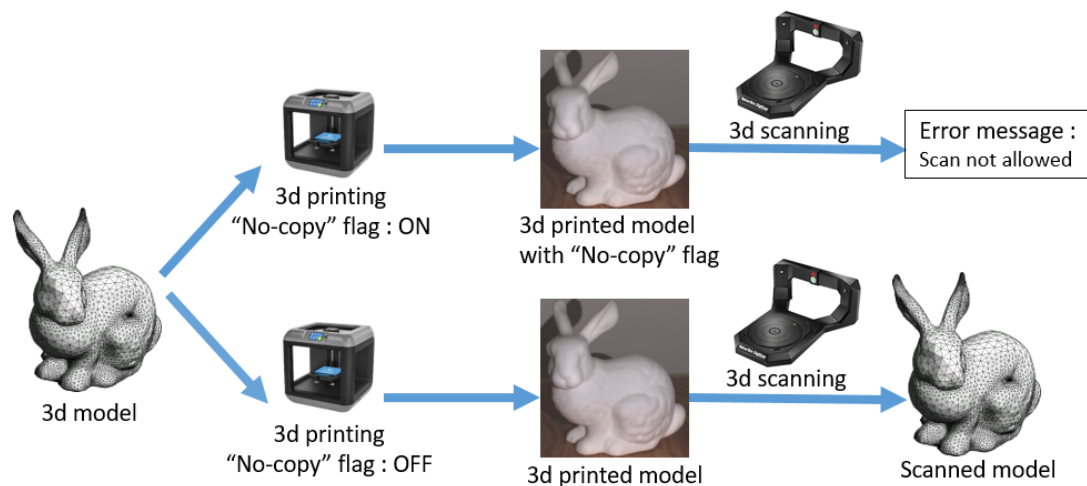 3d scanning
Error message :
Scan not allowed
3d printing
"No-copy" flag : ON
3d printed model
with "No-copy" flag
3d model
3d scanning
3d printing
"No-copy" flag : OFF
3d printed model
Scanned model